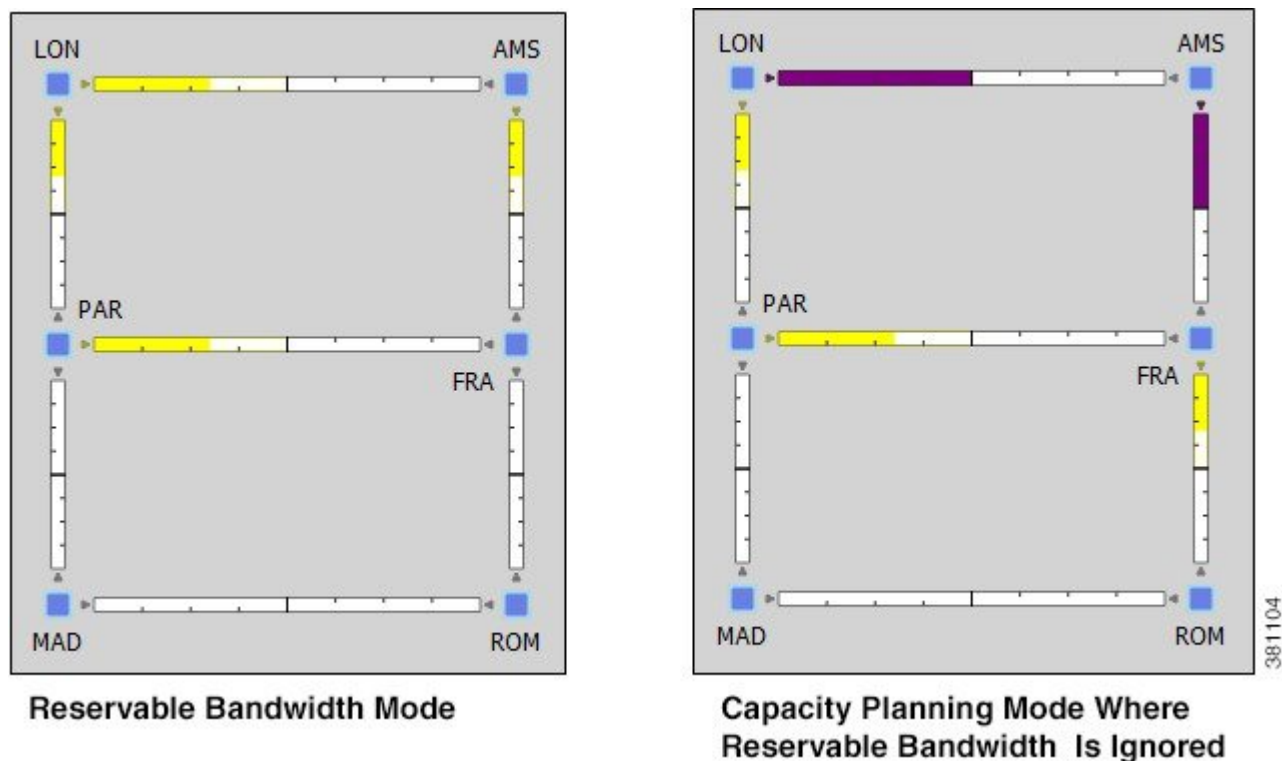 LON
AMS
PAR
FRA
MAD
ROM
Reservable Bandwidth Mode
LON
AMS
PAR
FRA
MAD
ROM
Capacity Planning Mode Where
Reservable Bandwidth Is Ignored
381104